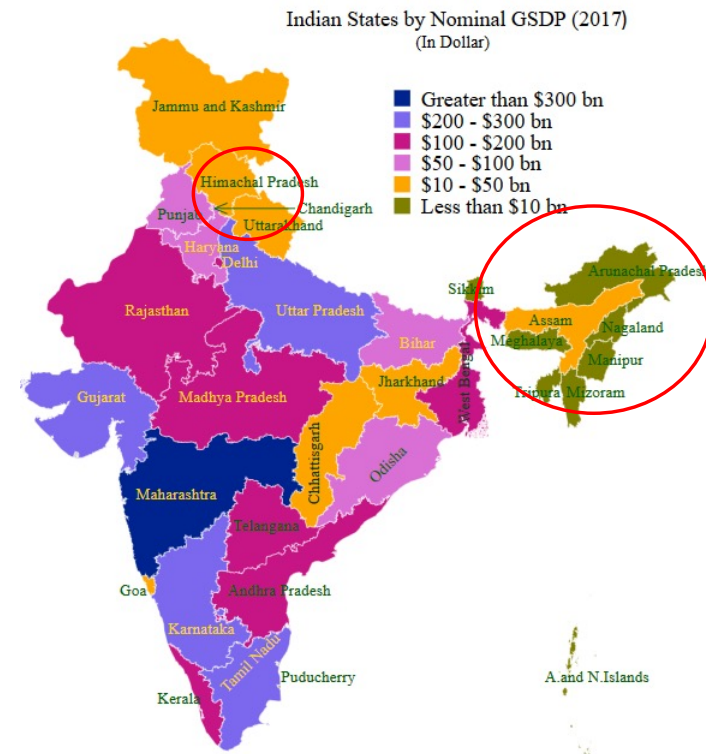 Indian States by Nominal GSDP (2017)
(In Dollar)
Greater than $300 bn
$200 - $300 bn
$100 - $200 bn
$50 - $100 bn
$10 - $50 bn
Less than $10 bn
Jammu and Kashmir
Himachal Pradesh
Punjab
Chandigarh
Uttarakhand
Haryana
Delhi
Rajasthan
Uttar Pradesh
Sikkim
Arunachal Pradesh
Assam
Nagaland
Meghalaya
Manipur
Tripura
Mizoram
Bihar
Gujarat
Madhya Pradesh
Jharkhand
West Bengal
Chhattisgarh
Odisha
Maharashtra
Telangana
Goa
Andhra Pradesh
Karnataka
Tamil Nadu
Puducherry
Kerala
A.and N.Islands